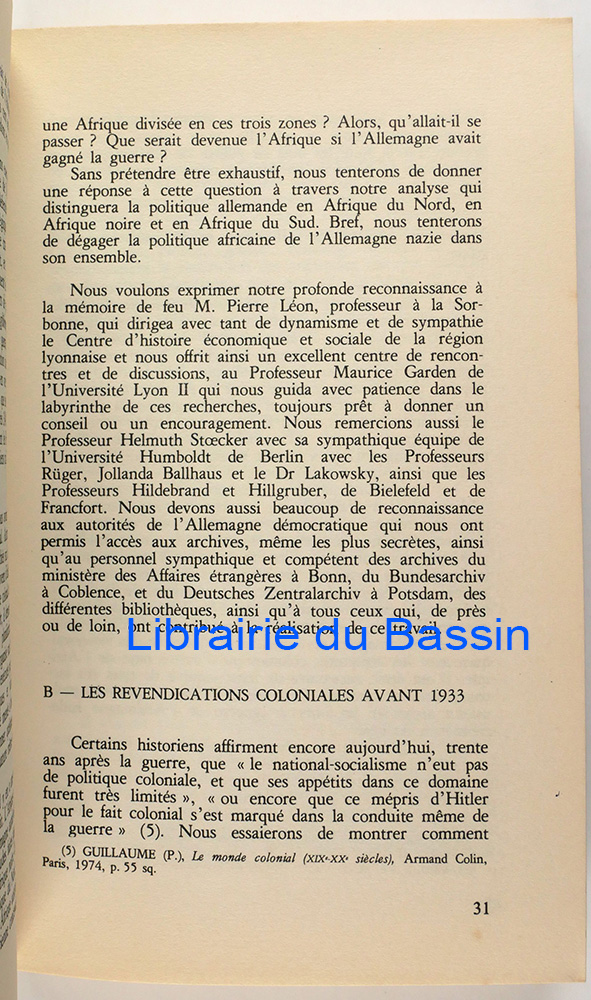 une Afrique divisée en ces trois zones ? Alors, qu'allait-il se
passer ? Que serait devenue l'Afrique si l'Allemagne avait
gagné la guerre ?
Sans prétendre être exhaustif, nous tenterons de donner
une réponse à cette question à travers notre analyse qui
distinguera la politique allemande en Afrique du Nord, en
Afrique noire et en Afrique du Sud. Bref, nous tenterons
de dégager la politique africaine de l'Allemagne nazie dans
son ensemble.
Nous voulons exprimer notre profonde reconnaissance à
la mémoire de feu M. Pierre Léon, professeur à la Sor-
bonne, qui dirigea avec tant de dynamisme et de sympathie
le Centre d'histoire économique et sociale de la région
lyonnaise et nous offrit ainsi un excellent centre de rencon-
tres et de discussions, au Professeur Maurice Garden de
l'Université Lyon II qui nous guida avec patience dans le
labyrinthe de ces recherches, toujours prêt à donner un
conseil ou un encouragement. Nous remercions aussi le
Professeur Helmuth Stœcker avec sa sympathique équipe de
l'Université Humboldt de Berlin avec les Professeurs
Rüger, Jollanda Ballhaus et le Dr Lakowsky, ainsi que les
Professeurs Hildebrand et Hillgruber, de Bielefeld et de
Francfort. Nous devons aussi beaucoup de reconnaissance
aux autorités de l'Allemagne démocratique qui nous ont
permis l'accès aux archives, même les plus secrètes, ainsi
qu'au personnel sympathique et compétent des archives du
ministère des Affaires étrangères à Bonn, du Bundesarchiv
à Coblence, et du Deutsches Zentralarchiv à Potsdam, des
différentes bibliothèques, ainsi qu'à tous ceux qui, de près
ou de loin, ont contribué à la réalisation de ce travail.
Librairie du Bassin
B — LES REVENDICATIONS COLONIALES AVANT 1933
Certains historiens affirment encore aujourd'hui, trente
ans après la guerre, que « le national-socialisme n'eut pas
de politique coloniale, et que ses appétits dans ce domaine
furent très limités », « ou encore que ce mépris d'Hitler
pour le fait colonial s'est marqué dans la conduite même de
la guerre » (5). Nous essaierons de montrer comment
(5) GUILLAUME (P.), Le monde colonial (XIXᵉ-XXᵉ siècles), Armand Colin,
Paris, 1974, p. 55 sq.
31